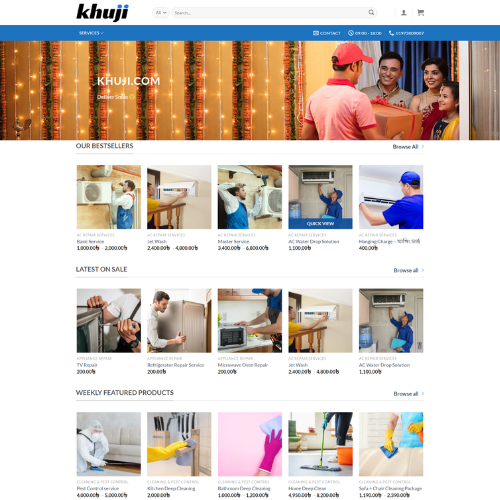 khuji
All
Search...
SERVICES
CONTACT
09:00 - 18:00
01973009007
KHUJI.COM
Deliver Smile
OUR BESTSELLERS
Browse All
QUICK VIEW
AC REPAIR SERVICES
AC REPAIR SERVICES
AC REPAIR SERVICES
AC REPAIR SERVICES
AC REPAIR SERVICES
Basic Service
Jet Wash
Master Service
AC Water Drop Solution
Hanging Charge –
1,000.00৳ – 2,000.00৳
2,400.00৳ – 4,800.00৳
3,400.00৳ – 6,800.00৳
1,100.00৳
400.00৳
LATEST ON SALE
Browse all
APPLIANCE REPAIR
APPLIANCE REPAIR
APPLIANCE REPAIR
AC REPAIR SERVICES
AC REPAIR SERVICES
TV Repair
Refrigerator Repair Service
Microwave Oven Repair
Jet Wash
AC Water Drop Solution
200.00৳
200.00৳
200.00৳
2,400.00৳ – 4,800.00৳
1,100.00৳
WEEKLY FEATURED PRODUCTS
Browse all
CLEANING & PEST CONTROL
CLEANING & PEST CONTROL
CLEANING & PEST CONTROL
CLEANING & PEST CONTROL
CLEANING & PEST CONTROL
Pest Control service
Kitchen Deep Cleaning
Bathroom Deep Cleaning
Deep Clean
Sofa + Chair Cleaning Package
4,000.00৳ – 5,000.00৳
2,000.00৳
1,000.00৳ – 1,200.00৳
4,950.00৳ – 8,200.00৳
1,190.00৳ – 2,390.00৳